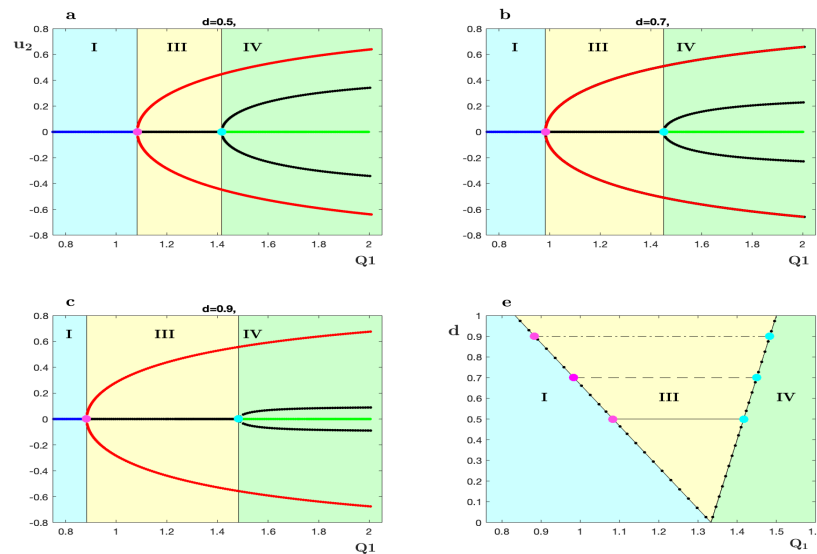 a
d=0.5,
u₂
I
III
IV
0.8
0.6
0.4
0.2
0
-0.2
-0.4
-0.6
-0.8
0.8 1 1.2 1.4 1.6 1.8 2
Q1
b
d=0.7,
I
III
IV
0.8
0.6
0.4
0.2
0
-0.2
-0.4
-0.6
-0.8
0.8 1 1.2 1.4 1.6 1.8 2
Q1
c
d=0.9,
I
III
IV
0.8
0.6
0.4
0.2
0
-0.2
-0.4
-0.6
-0.8
0.8 1 1.2 1.4 1.6 1.8 2
Q1
e
d
1
0.9
0.8
0.7
0.6
0.5
0.4
0.3
0.2
0.1
0
I
III
IV
0.8 0.9 1 1.1 1.2 1.3 1.4 1.5
Q₁